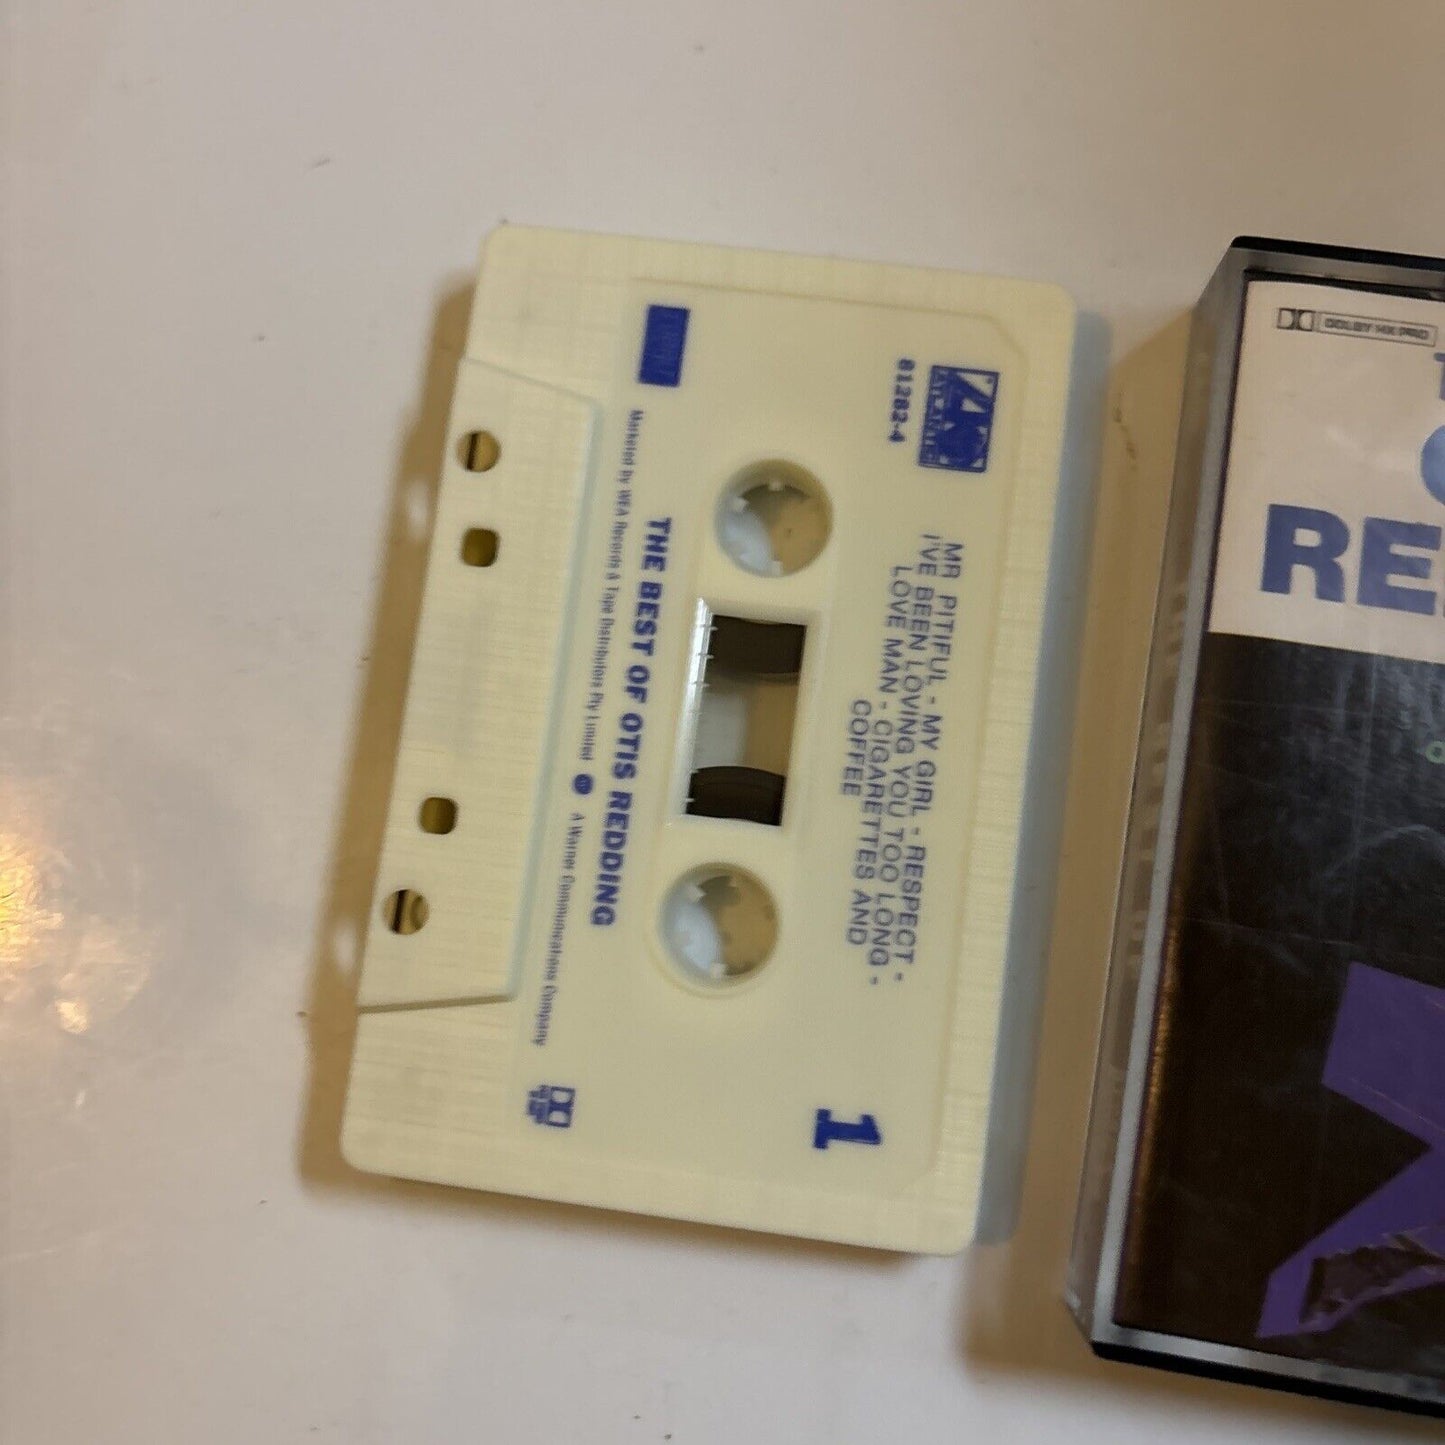 ATLANTIC
81282-4
MR PITIFUL - MY GIRL - RESPECT -
I'VE BEEN LOVING YOU TOO LONG -
LOVE MAN - CIGARETTES AND
COFFEE
1
THE BEST OF OTIS REDDING
Marketed by WEA Records & Tape Distributors Pty Limited A Warner Communications Company
DOLBY HX PRO
RE